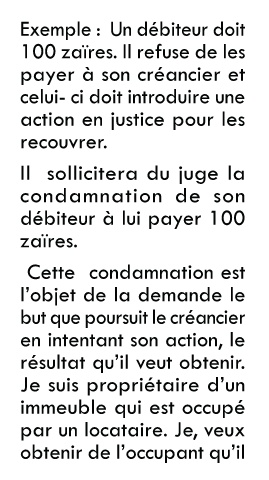 Exemple : Un débiteur doit
100 zaïres. Il refuse de les
payer à son créancier et
celui- ci doit introduire une
action en justice pour les
recouvrer.
Il sollicitera du juge la
condamnation de son
débiteur à lui payer 100
zaïres.
Cette condamnation est
l'objet de la demande le
but que poursuit le créancier
en intentant son action, le
résultat qu'il veut obtenir.
Je suis propriétaire d'un
immeuble qui est occupé
par un locataire. Je, veux
obtenir de l'occupant qu'il